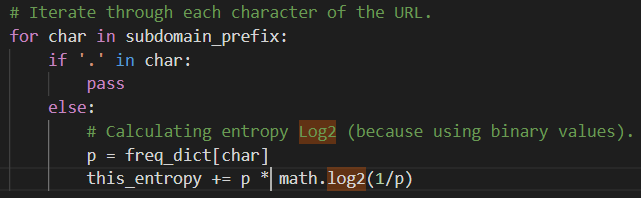 # Iterate through each character of the URL.
for char in subdomain_prefix:
if '.' in char:
pass
else:
# Calculating entropy Log2 (because using binary values).
p = freq_dict[char]
this_entropy += p * math.log2(1/p)